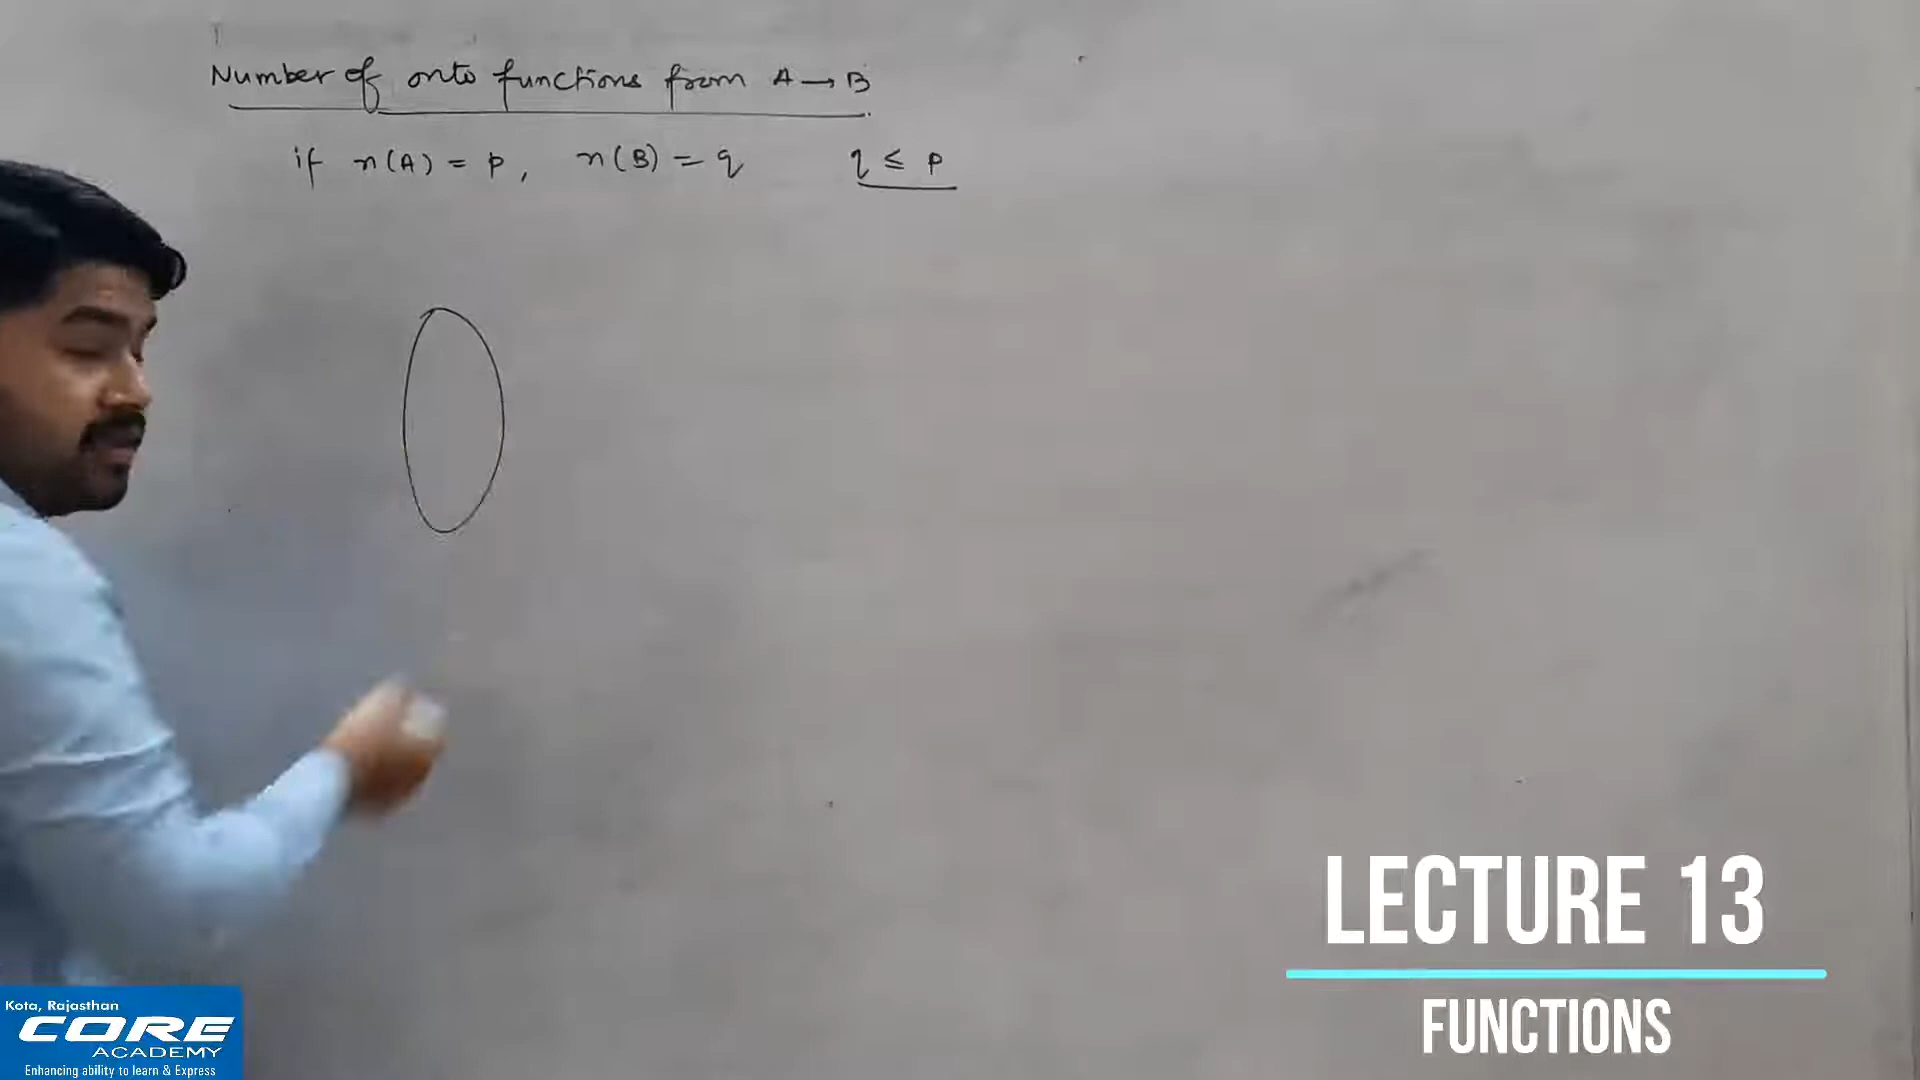 Number of onto functions from A → B
if n(A) = p, n(B) = q q ≤ p
LECTURE 13
FUNCTIONS
Kota, Rajasthan
CORE
ACADEMY
Enhancing ability to learn & Express